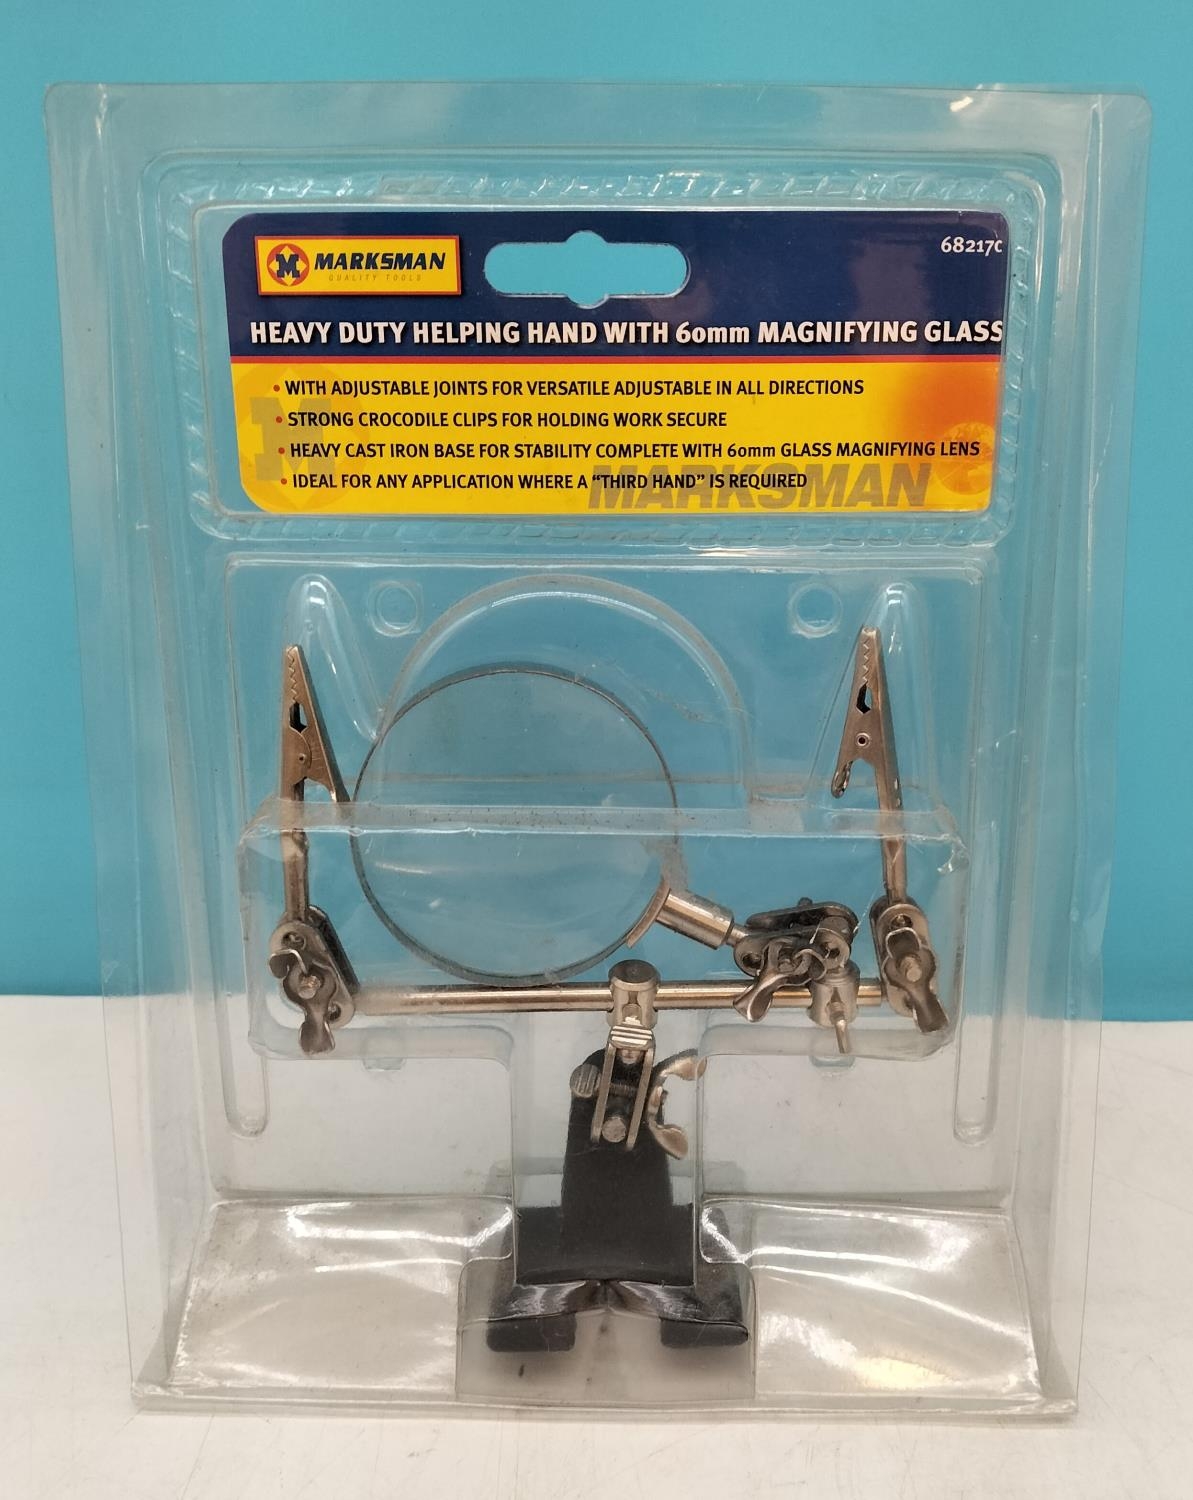 M MARKSMAN
QUALITY TOOLS
68217C
HEAVY DUTY HELPING HAND WITH 60mm MAGNIFYING GLASS
• WITH ADJUSTABLE JOINTS FOR VERSATILE ADJUSTABLE IN ALL DIRECTIONS
• STRONG CROCODILE CLIPS FOR HOLDING WORK SECURE
• HEAVY CAST IRON BASE FOR STABILITY COMPLETE WITH 60mm GLASS MAGNIFYING LENS
• IDEAL FOR ANY APPLICATION WHERE A “THIRD HAND” IS REQUIRED
M
MARKSMAN